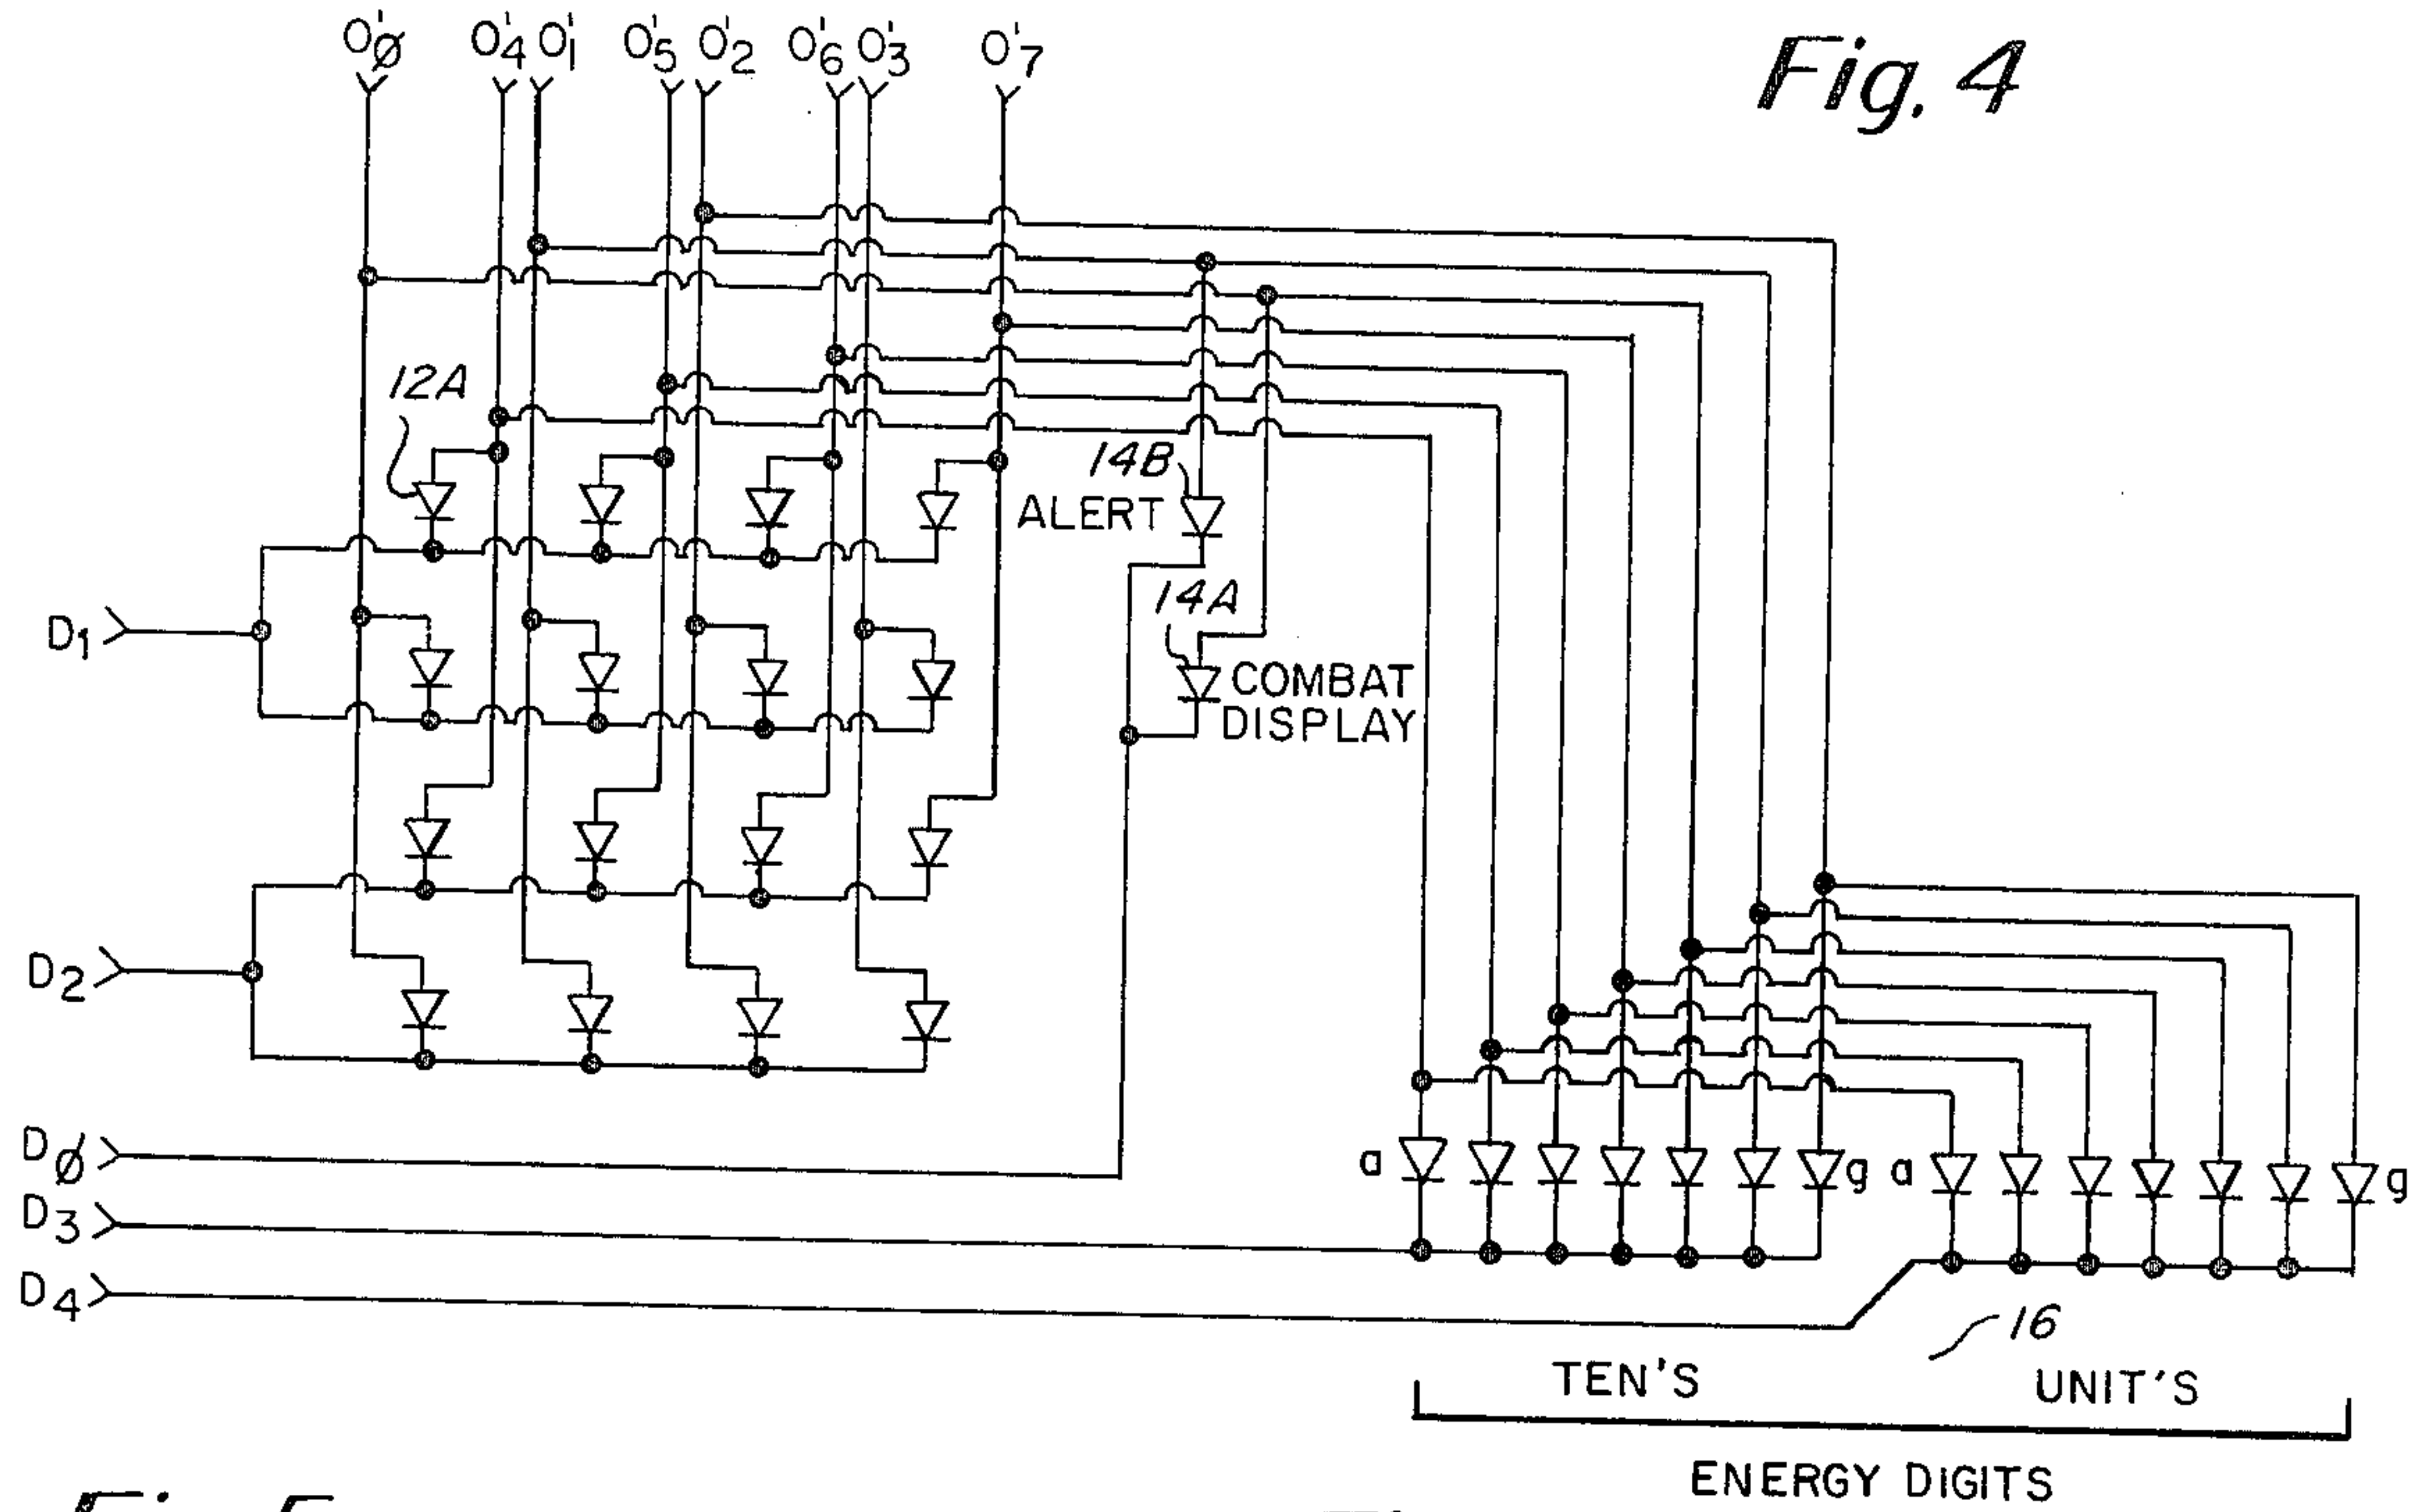 O'∅ O'4 O'1 O'5 O'2 O'6 O'3 O'7
Fig. 4
12A
14B
ALERT
14A
D1
COMBAT
DISPLAY
D2
D∅
a g a g
D3
D4
16
TEN'S UNIT'S
ENERGY DIGITS